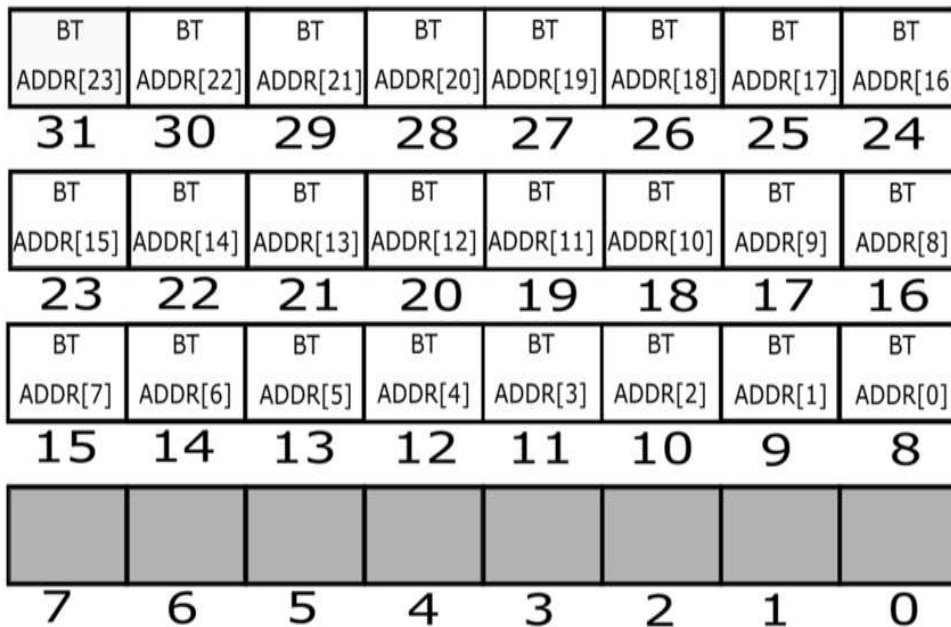 BT BT BT BT BT BT BT BT
ADDR[23] ADDR[22] ADDR[21] ADDR[20] ADDR[19] ADDR[18] ADDR[17] ADDR[16
31 30 29 28 27 26 25 24
BT BT BT BT BT BT BT BT
ADDR[15] ADDR[14] ADDR[13] ADDR[12] ADDR[11] ADDR[10] ADDR[9] ADDR[8]
23 22 21 20 19 18 17 16
BT BT BT BT BT BT BT BT
ADDR[7] ADDR[6] ADDR[5] ADDR[4] ADDR[3] ADDR[2] ADDR[1] ADDR[0]
15 14 13 12 11 10 9 8
7 6 5 4 3 2 1 0